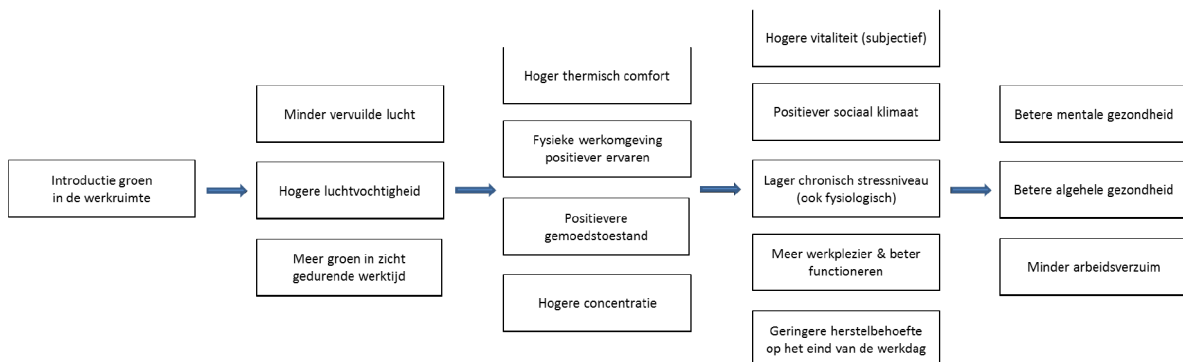 Introductie groen
in de werkruimte
Minder vervuilde lucht
Hogere luchtvochtigheid
Meer groen in zicht
gedurende werktijd
Hoger thermisch comfort
Fysieke werkomgeving
positiever ervaren
Positievere
gemoedstoestand
Hogere concentratie
Hogere vitaliteit (subjectief)
Positiever sociaal klimaat
Lager chronisch stressniveau
(ook fysiologisch)
Meer werkplezier & beter
functioneren
Geringere herstelbehoefte
op het eind van de werkdag
Betere mentale gezondheid
Betere algehele gezondheid
Minder arbeidsverzuim